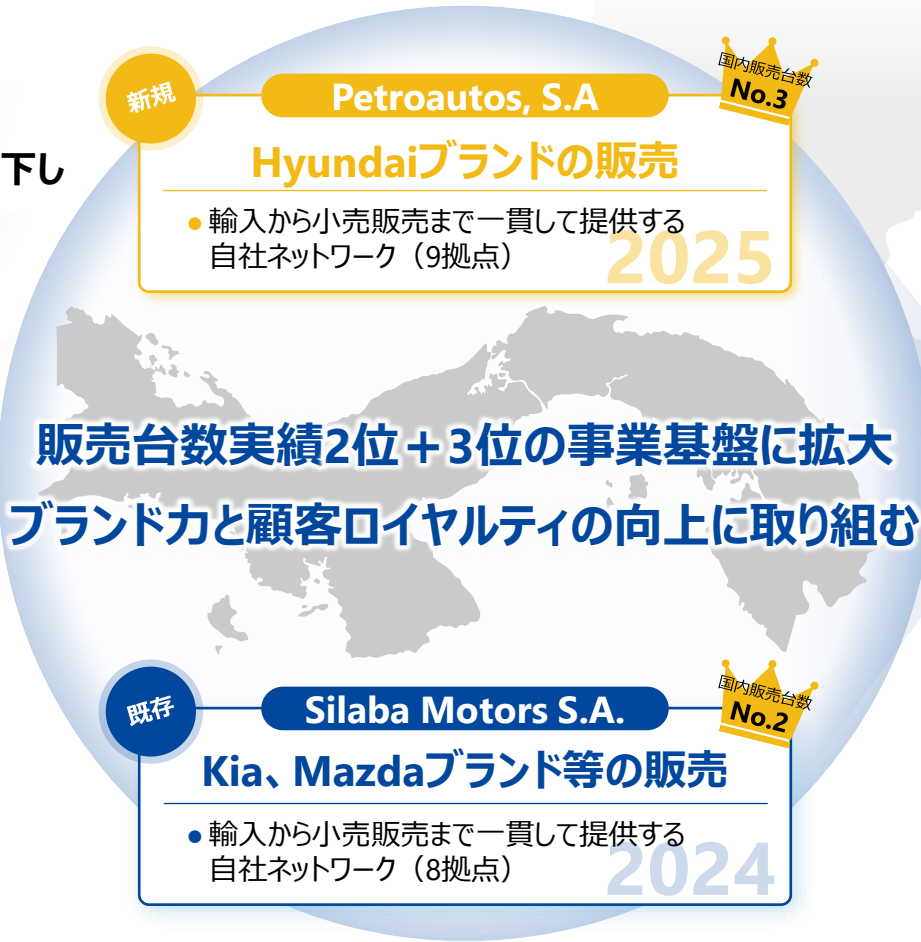 新規
Petroautos, S.A
国内販売台数
No.3
下し
Hyundaiブランドの販売
● 輸入から小売販売まで一貫して提供する
自社ネットワーク（9拠点）
2025
販売台数実績2位＋3位の事業基盤に拡大
ブランド力と顧客ロイヤルティの向上に取り組む
既存
Silaba Motors S.A.
国内販売台数
No.2
Kia、Mazdaブランド等の販売
● 輸入から小売販売まで一貫して提供する
自社ネットワーク（8拠点）
2024